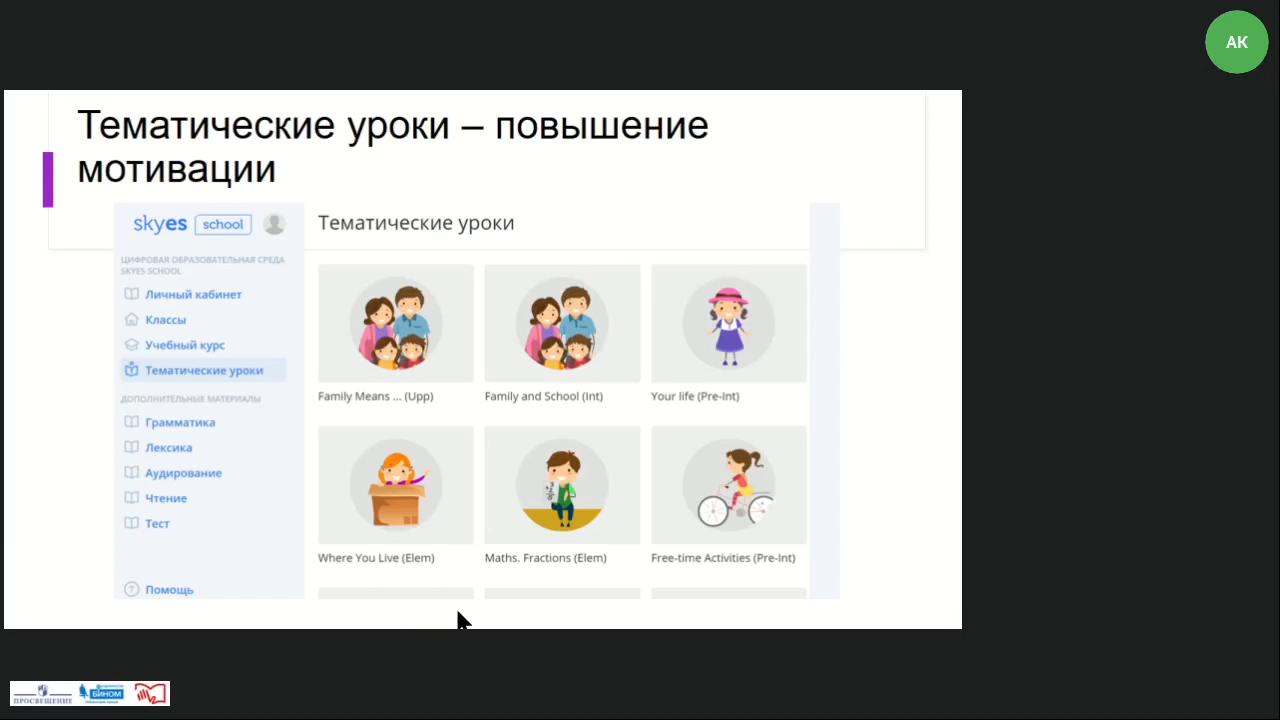 АК
Тематические уроки – повышение
мотивации
skyes school
Тематические уроки
ЦИФРОВАЯ ОБРАЗОВАТЕЛЬНАЯ СРЕДА
SKYES SCHOOL
Личный кабинет
Классы
Учебный курс
Тематические уроки
ДОПОЛНИТЕЛЬНЫЕ МАТЕРИАЛЫ
Грамматика
Лексика
Аудирование
Чтение
Тест
Помощь
Family Means ... (Upp)
Family and School (Int)
Your life (Pre-Int)
Where You Live (Elem)
Maths. Fractions (Elem)
Free-time Activities (Pre-Int)
ПРОСВЕЩЕНИЕ
БИНОМ